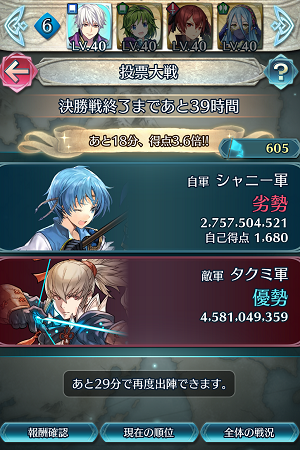 6
LV.40
LV.40
LV.40
LV.40
投票大戦
?
決勝戦終了まであと39時間
あと18分、得点3.6倍!!
605
自軍 シャニー軍
劣勢
2.757.504.521
自己得点 1.680
敵軍 タクミ軍
優勢
4.581.049.359
あと29分で再度出陣できます。
報酬確認
現在の順位
全体の戦況